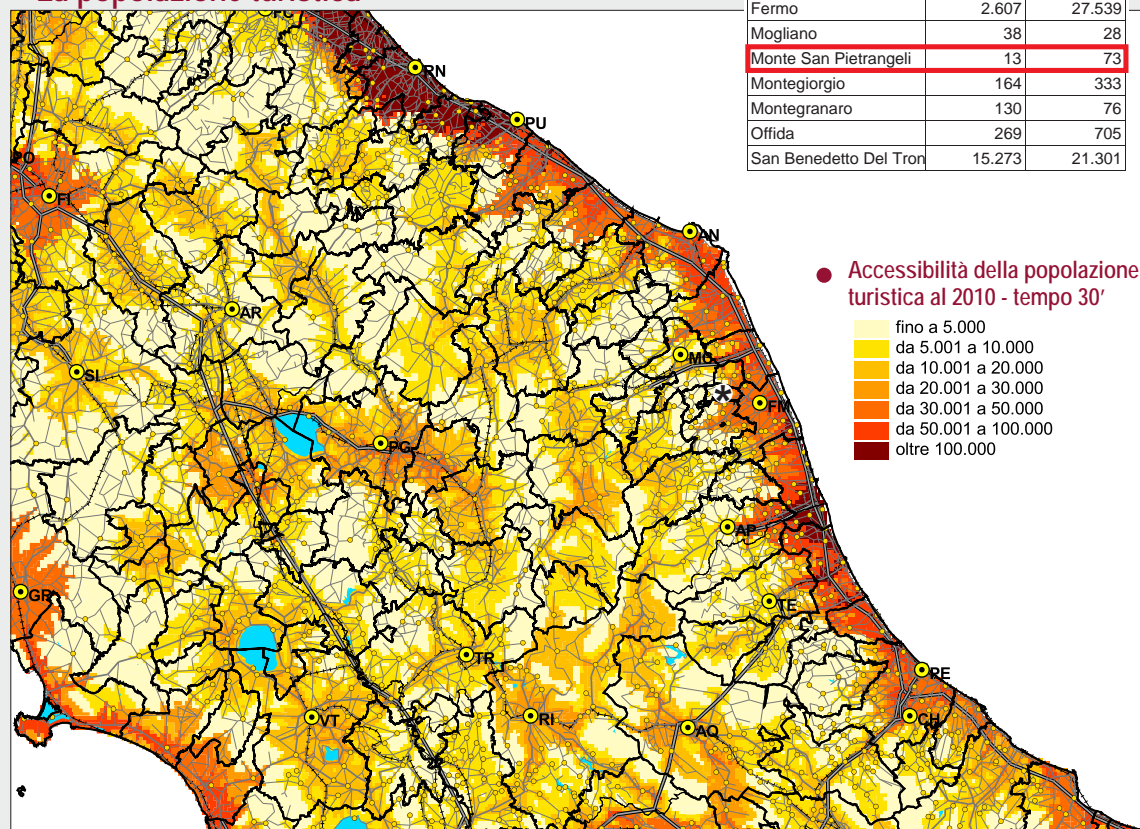 La popolazione turistica
Fermo 2.607 27.539
Mogliano 38 28
Monte San Pietrangeli 13 73
Montegiorgio 164 333
Montegranaro 130 76
Offida 269 705
San Benedetto Del Tron 15.273 21.301
Accessibilità della popolazione
turistica al 2010 - tempo 30′
fino a 5.000
da 5.001 a 10.000
da 10.001 a 20.000
da 20.001 a 30.000
da 30.001 a 50.000
da 50.001 a 100.000
oltre 100.000
RN
PU
PO
FI
AN
AR
MC
SI
*
FM
PG
AP
GR
TE
TR
PE
VT
RI
AQ
CH